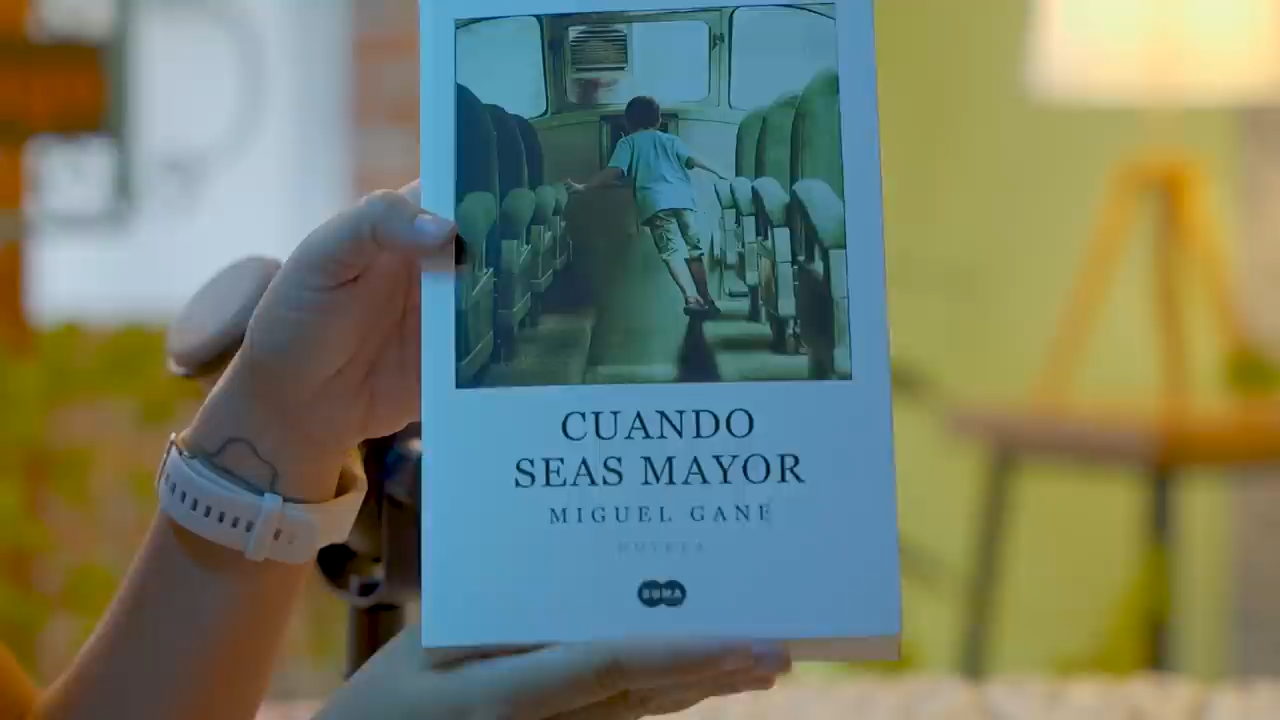 CUANDO
SEAS MAYOR
MIGUEL GANE
NOVELA
SUMA